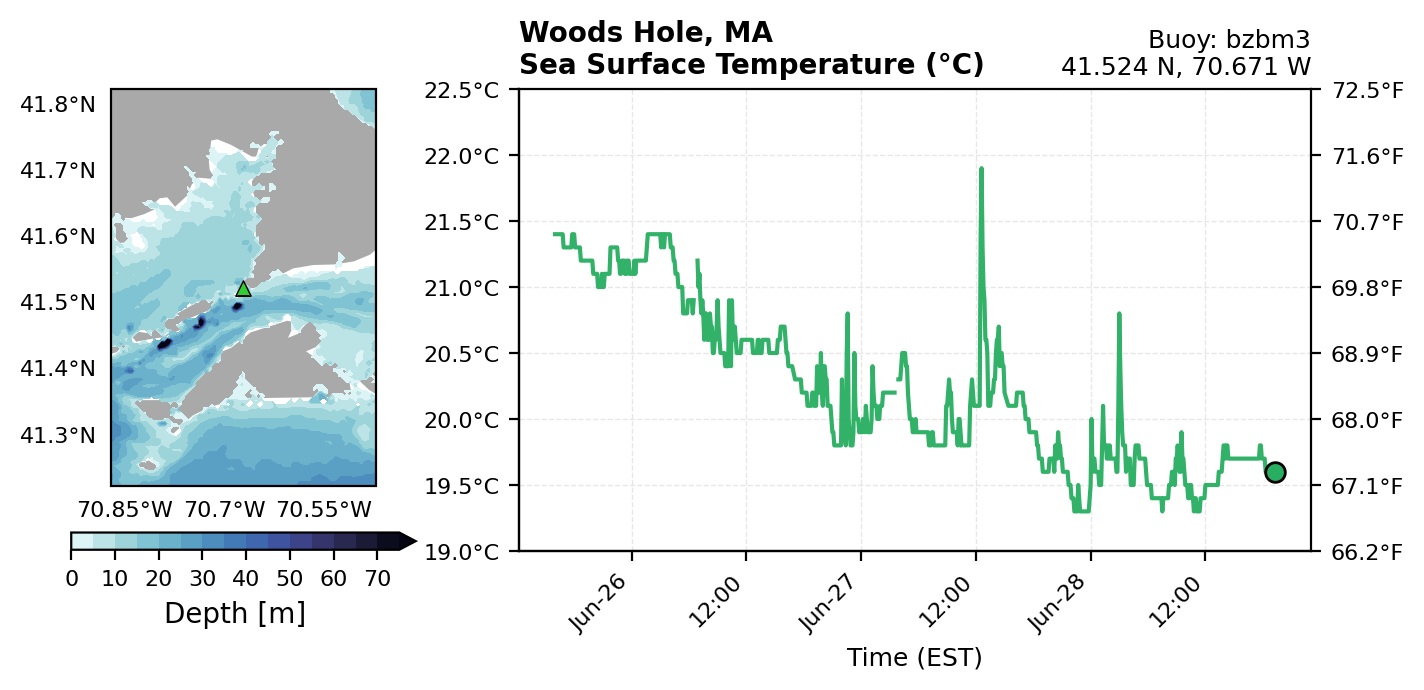 Woods Hole, MA
Sea Surface Temperature (°C)
Buoy: bzbm3
41.524 N, 70.671 W
41.8°N
41.7°N
41.6°N
41.5°N
41.4°N
41.3°N
70.85°W 70.7°W 70.55°W
0 10 20 30 40 50 60 70
Depth [m]
22.5°C
22.0°C
21.5°C
21.0°C
20.5°C
20.0°C
19.5°C
19.0°C
72.5°F
71.6°F
70.7°F
69.8°F
68.9°F
68.0°F
67.1°F
66.2°F
Jun-26 12:00 Jun-27 12:00 Jun-28 12:00
Time (EST)